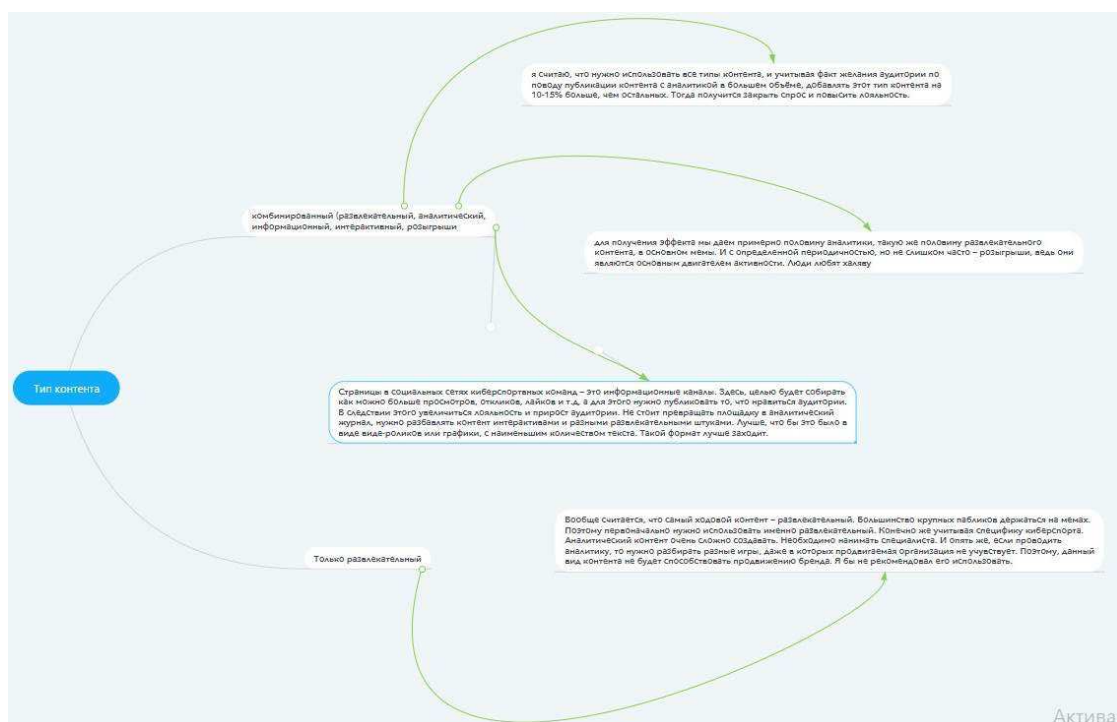 я считаю, что нужно использовать все типы контента, и учитывая факт желания аудитории по
поводу публикации контента с аналитикой в большем объёме, добавлять этот тип контента на
10-15% больше, чем остальных. Тогда получится закрыть спрос и повысить лояльность.
комбинированный (развлекательный, аналитический,
информационный, интерактивный, розыгрыши
для получения эффекта мы даем примерно половину аналитики, такую же половину развлекательного
контента, в основном мемы. И с определенной периодичностью, но не слишком часто – розыгрыши, ведь они
являются основным двигателем активности. Люди любят халяву
Тип контента
Страницы в социальных сетях киберспортвных команд – это информационные каналы. Здесь, целью будет собирать
как можно больше просмотров, откликов, лайков и т.д. а для этого нужно публиковать то, что нравиться аудитории.
В следствии этого увеличиться лояльность и прирост аудитории. Не стоит превращать площадку в аналитический
журнал, нужно разбавлять контент интерактивами и разными развлекательными штуками. Лучше, что бы это было в
виде виде-роликов или графики, с наименьшим количеством текста. Такой формат лучше заходит.
Вообще считается, что самый ходовой контент – развлекательный. Большинство крупных пабликов держаться на мемах.
Поэтому первоначально нужно использовать именно развлекательный. Конечно же учитывая специфику киберспорта.
Аналитический контент очень сложно создавать. Необходимо нанимать специалиста. И опять же, если проводить
аналитику, то нужно разбирать разные игры, даже в которых продвигаемая организация не учувствует. Поэтому, данный
вид контента не будет способствовать продвижению бренда. Я бы не рекомендовал его использовать.
Только развлекательный
Актива